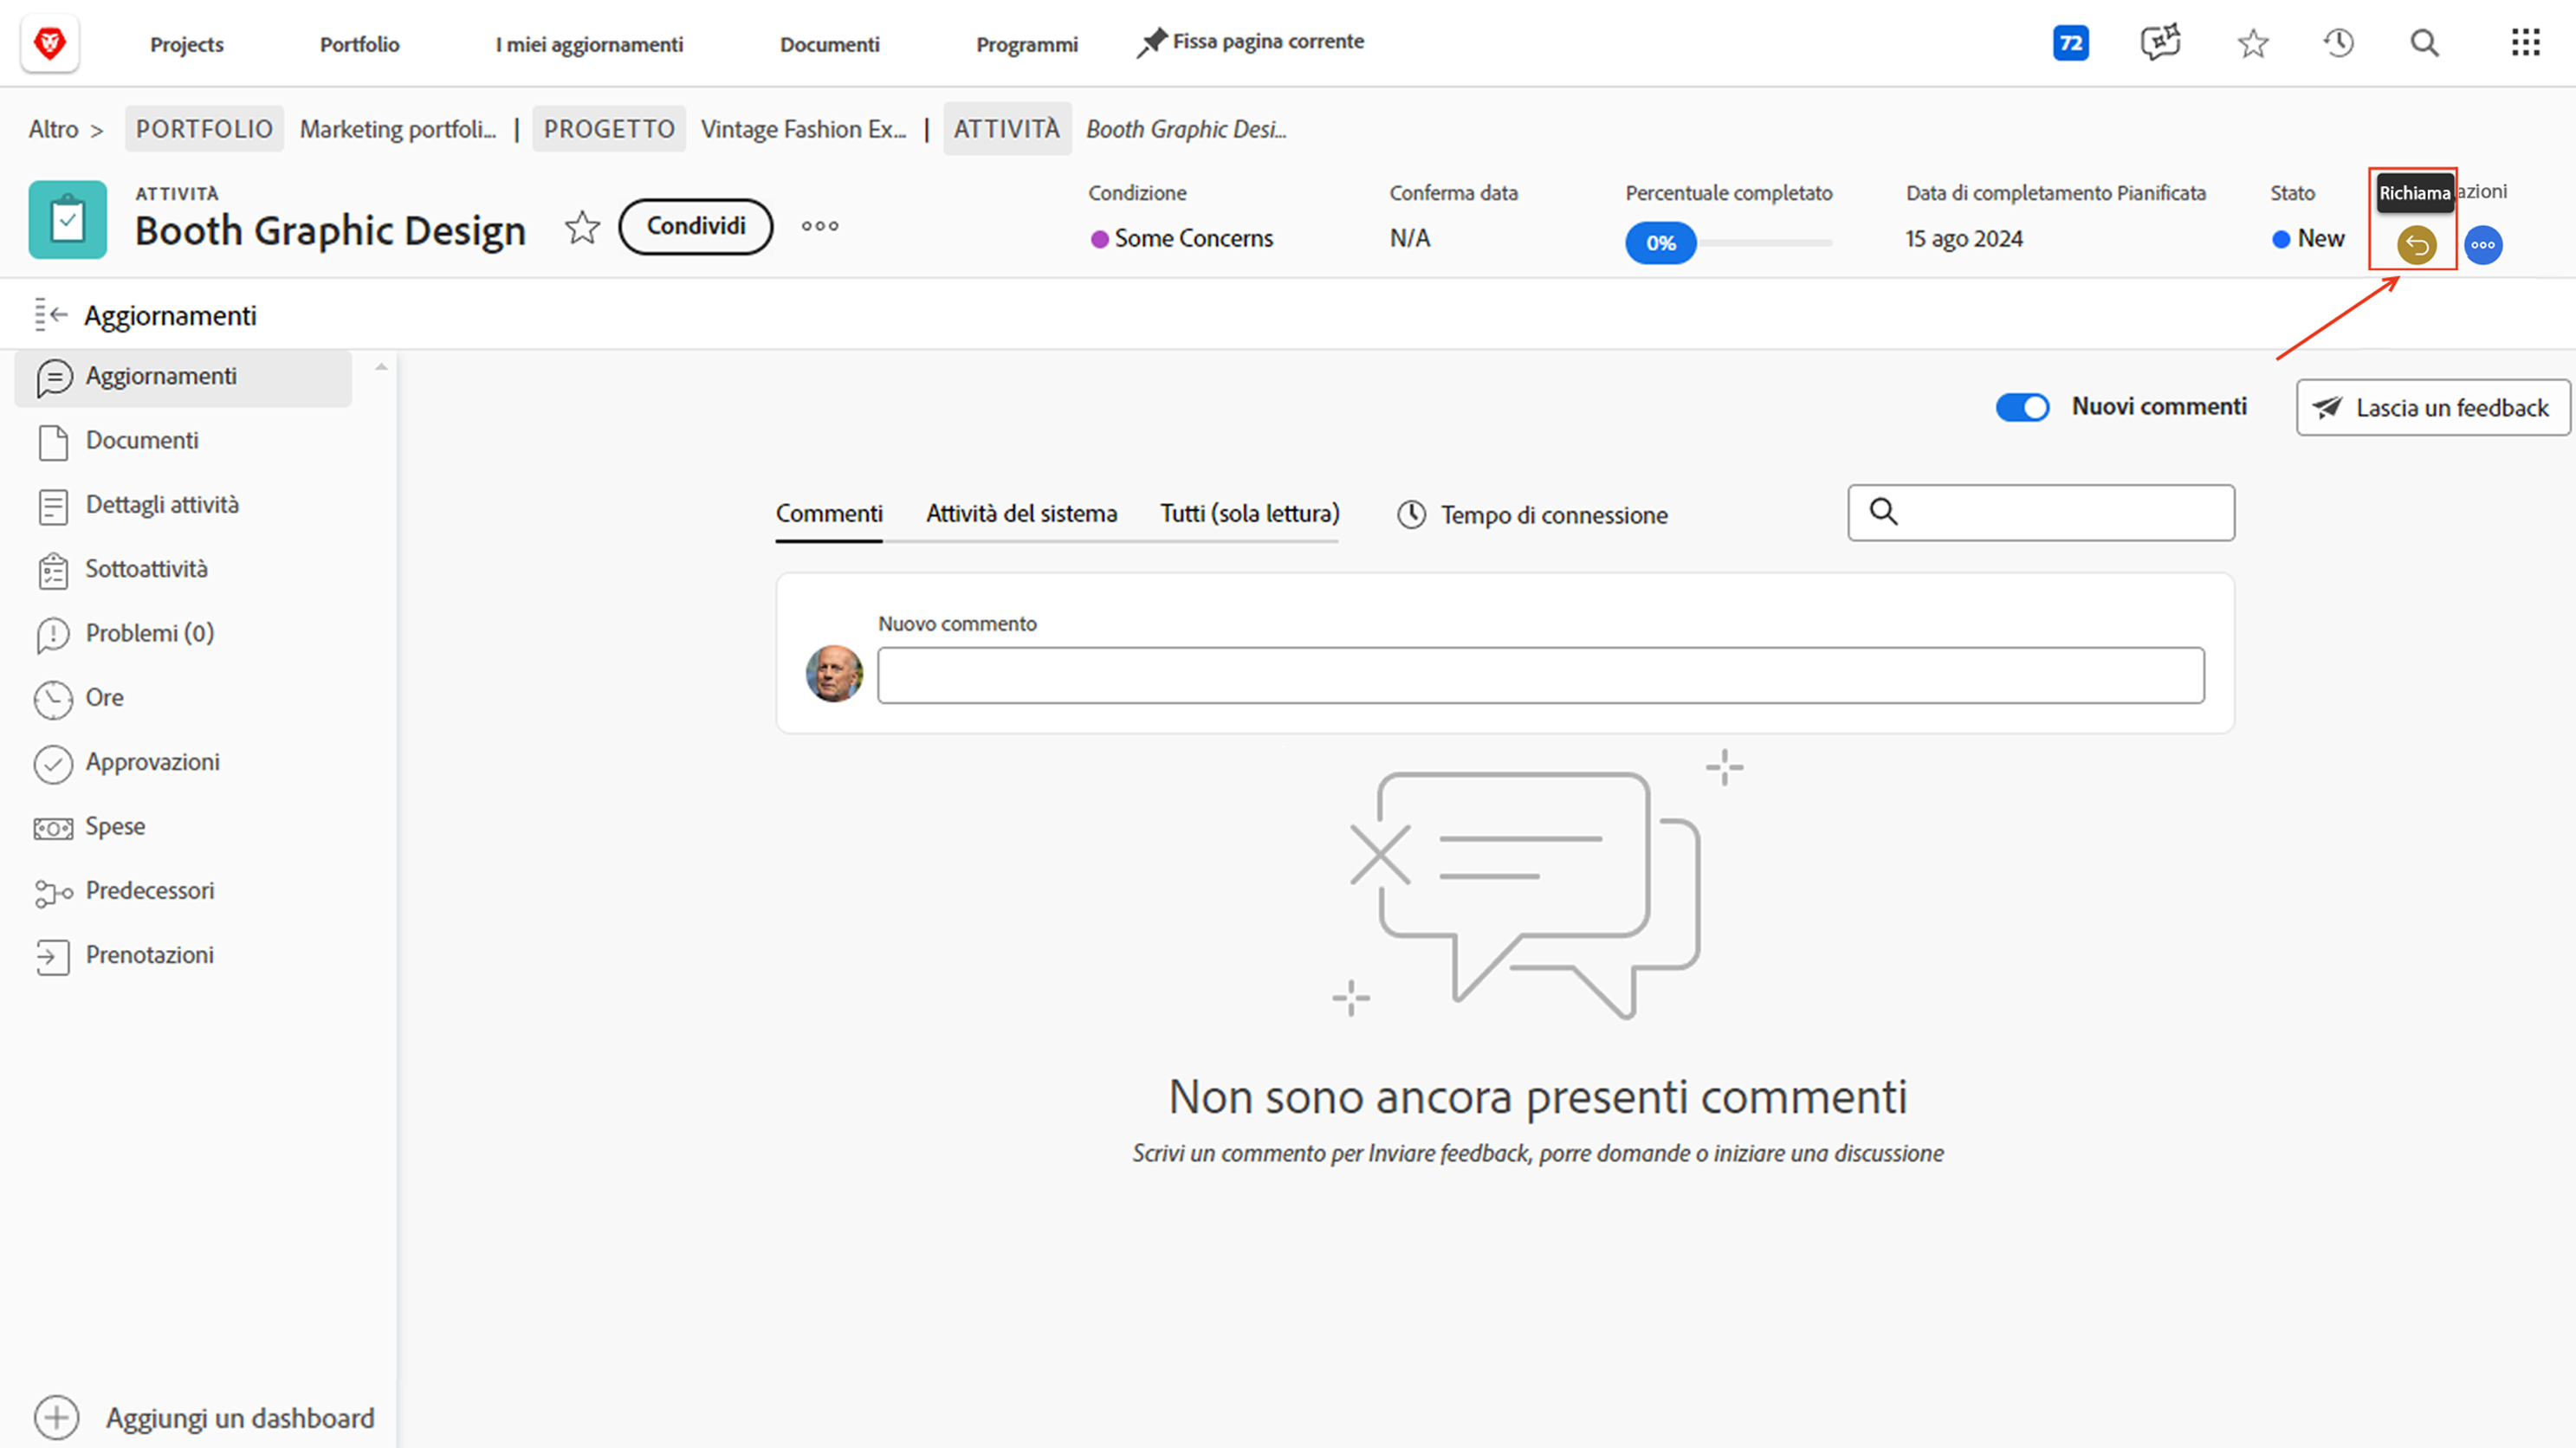 Projects Portfolio I miei aggiornamenti Documenti Programmi Fissa pagina corrente 72
Altro > PORTFOLIO Marketing portfoli... | PROGETTO Vintage Fashion Ex... | ATTIVITÀ Booth Graphic Desi...
ATTIVITÀ
Booth Graphic Design
Condividi
Condizione
Some Concerns
Conferma data
N/A
Percentuale completato
0%
Data di completamento Pianificata
15 ago 2024
Stato
New
Richiama azioni
Aggiornamenti
Aggiornamenti
Documenti
Dettagli attività
Sottoattività
Problemi (0)
Ore
Approvazioni
Spese
Predecessori
Prenotazioni
Aggiungi un dashboard
Nuovi commenti
Lascia un feedback
Commenti Attività del sistema Tutti (sola lettura) Tempo di connessione
Nuovo commento
Non sono ancora presenti commenti
Scrivi un commento per Inviare feedback, porre domande o iniziare una discussione